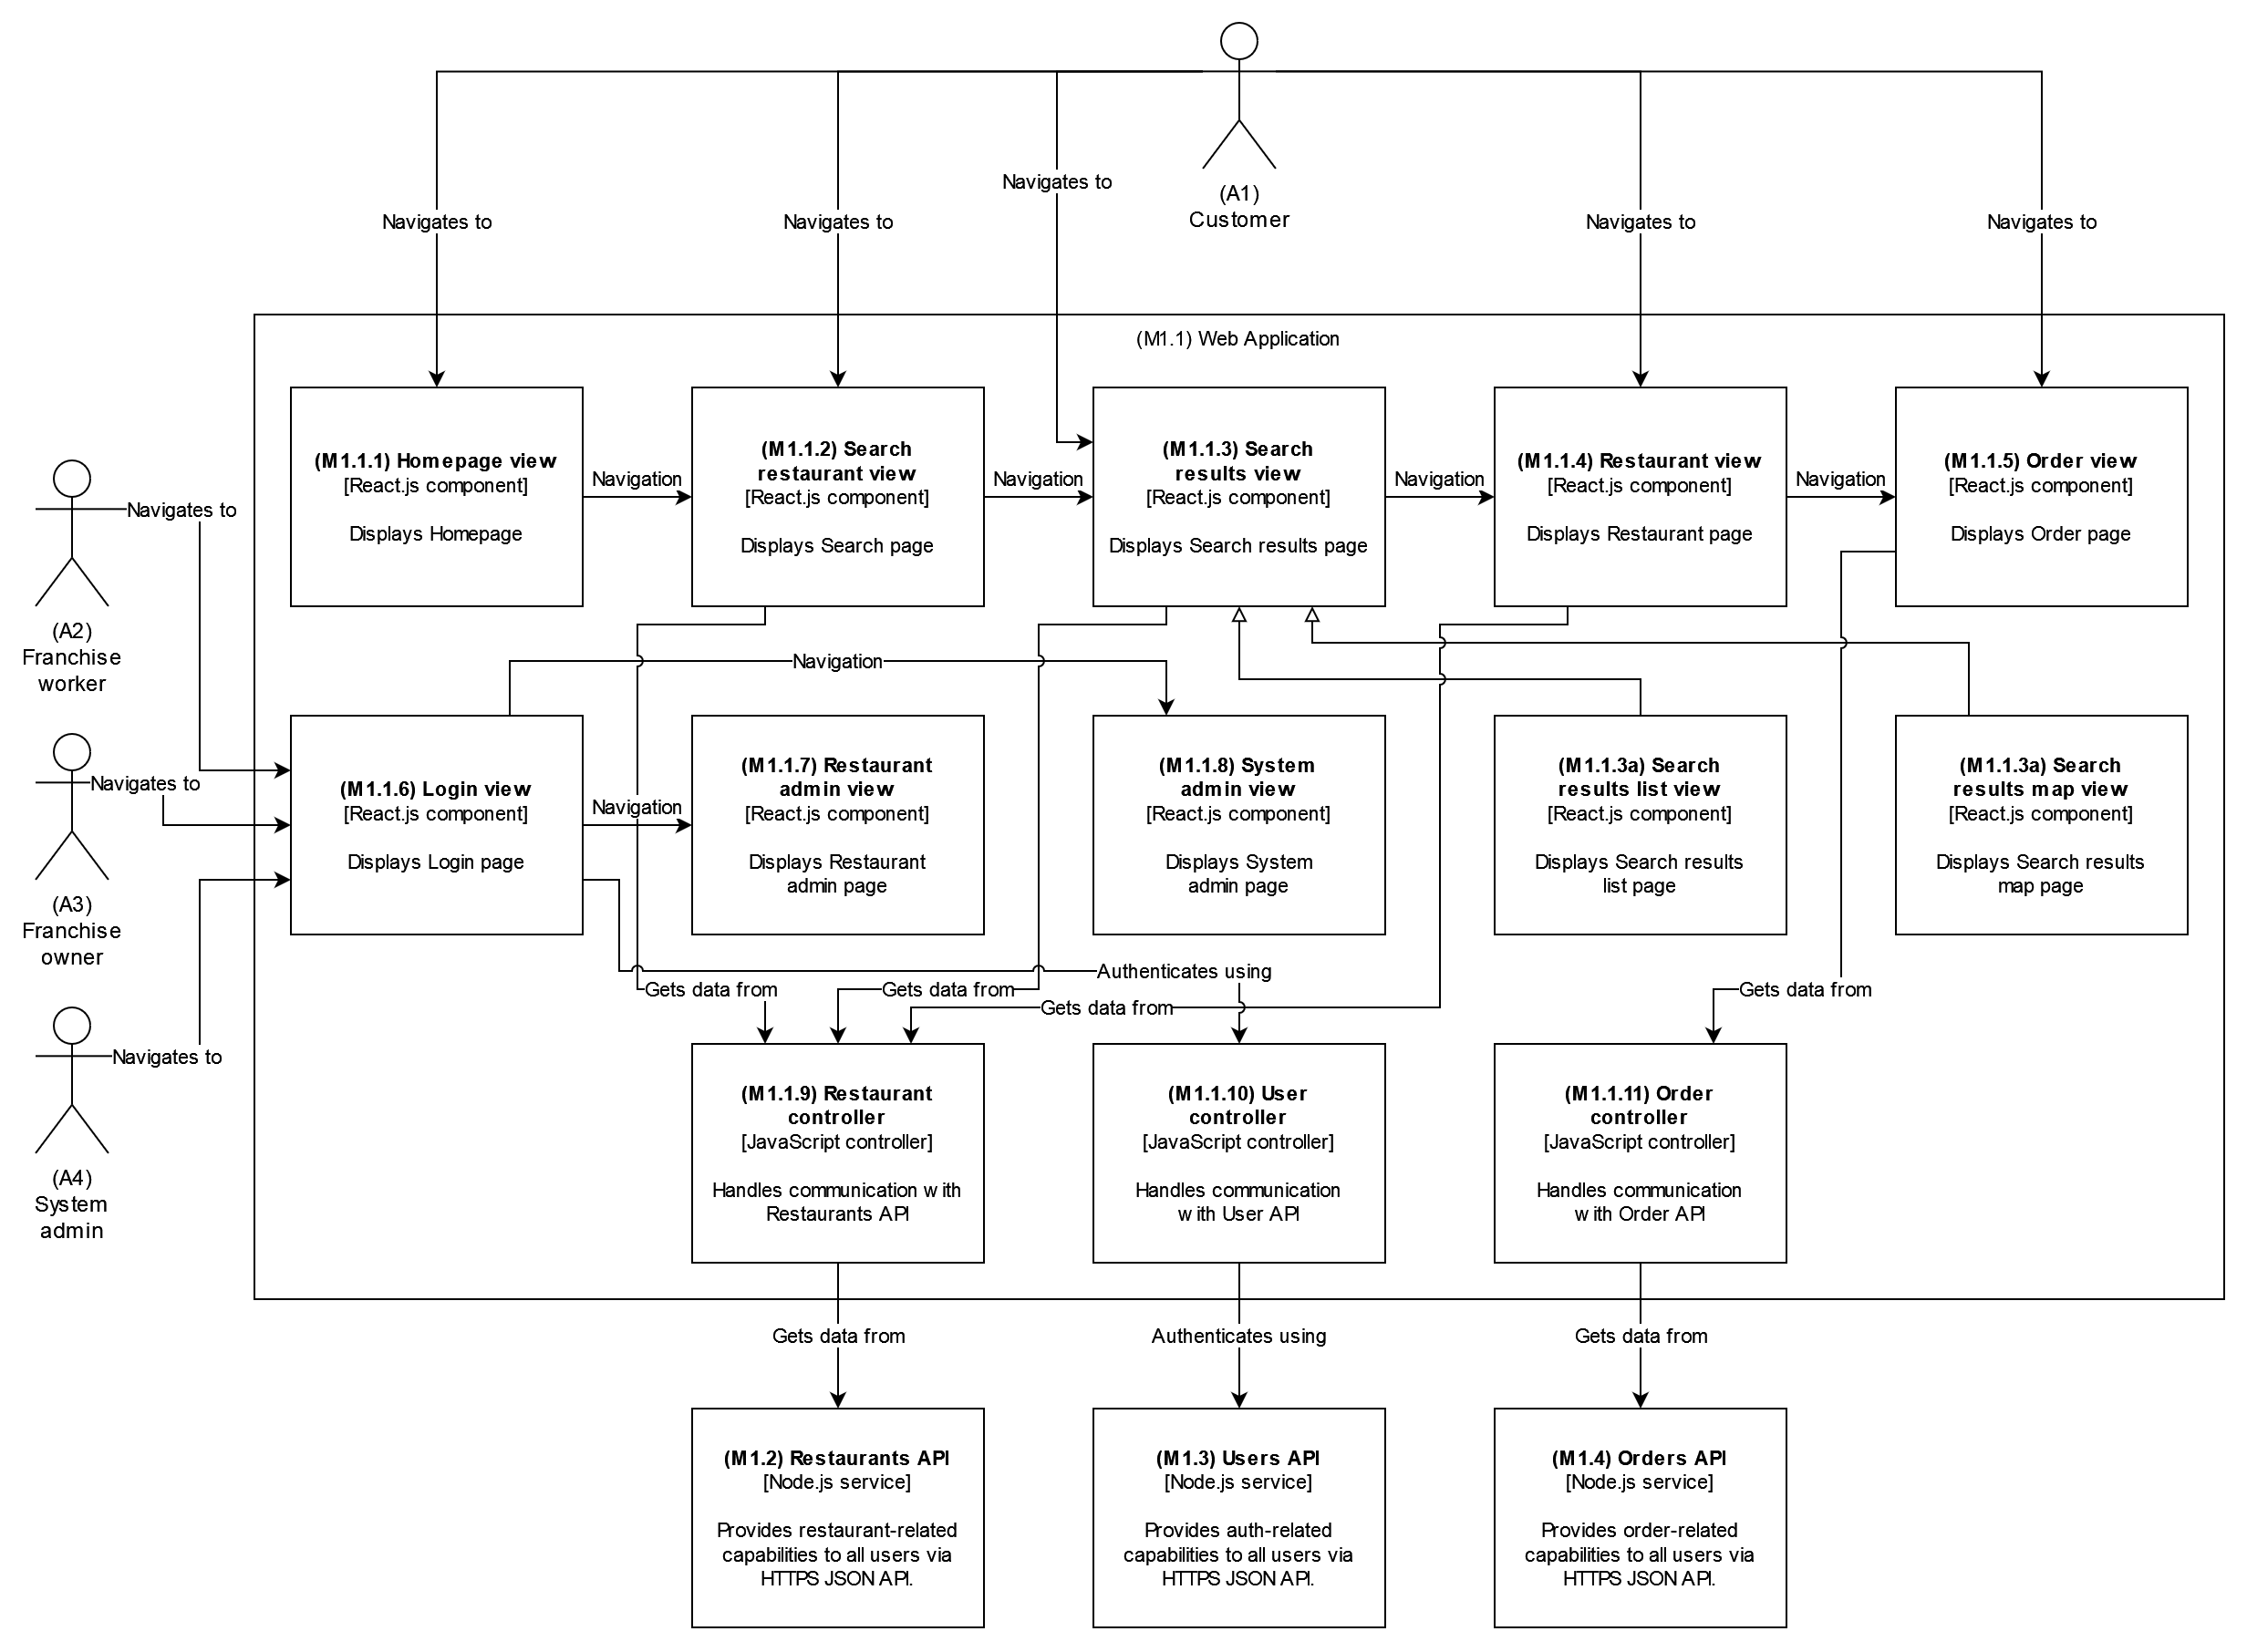 (A1)
Customer
Navigates to
Navigates to
Navigates to
Navigates to
Navigates to
(M1.1) Web Application
(M1.1.1) Homepage view
[React.js component]
Displays Homepage
Navigation
(M1.1.2) Search
restaurant view
[React.js component]
Displays Search page
Navigation
(M1.1.3) Search
results view
[React.js component]
Displays Search results page
Navigation
(M1.1.4) Restaurant view
[React.js component]
Displays Restaurant page
Navigation
(M1.1.5) Order view
[React.js component]
Displays Order page
Navigates to
(A2)
Franchise
worker
Navigates to
(A3)
Franchise
owner
Navigates to
(A4)
System
admin
Navigation
(M1.1.6) Login view
[React.js component]
Displays Login page
Navigation
(M1.1.7) Restaurant
admin view
[React.js component]
Displays Restaurant
admin page
(M1.1.8) System
admin view
[React.js component]
Displays System
admin page
(M1.1.3a) Search
results list view
[React.js component]
Displays Search results
list page
(M1.1.3a) Search
results map view
[React.js component]
Displays Search results
map page
Authenticates using
Gets data from
Gets data from
Gets data from
Gets data from
(M1.1.9) Restaurant
controller
[JavaScript controller]
Handles communication with
Restaurants API
(M1.1.10) User
controller
[JavaScript controller]
Handles communication
with User API
(M1.1.11) Order
controller
[JavaScript controller]
Handles communication
with Order API
Gets data from
Authenticates using
Gets data from
(M1.2) Restaurants API
[Node.js service]
Provides restaurant-related
capabilities to all users via
HTTPS JSON API.
(M1.3) Users API
[Node.js service]
Provides auth-related
capabilities to all users via
HTTPS JSON API.
(M1.4) Orders API
[Node.js service]
Provides order-related
capabilities to all users via
HTTPS JSON API.